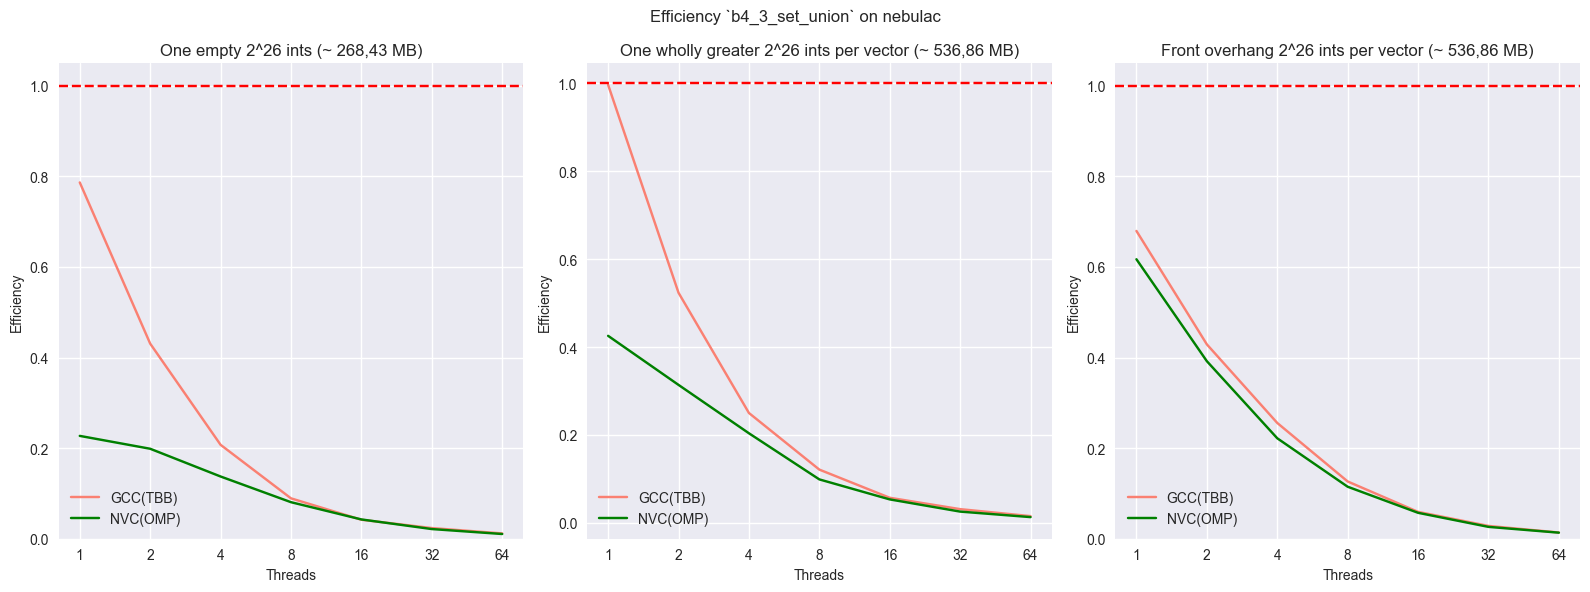 Efficiency `b4_3_set_union` on nebulac
One empty 2^26 ints (~ 268,43 MB)
1.0
0.8
0.6
0.4
0.2
0.0
Efficiency
GCC(TBB)
NVC(OMP)
1 2 4 8 16 32 64
Threads
One wholly greater 2^26 ints per vector (~ 536,86 MB)
1.0
0.8
0.6
0.4
0.2
0.0
Efficiency
GCC(TBB)
NVC(OMP)
1 2 4 8 16 32 64
Threads
Front overhang 2^26 ints per vector (~ 536,86 MB)
1.0
0.8
0.6
0.4
0.2
0.0
Efficiency
GCC(TBB)
NVC(OMP)
1 2 4 8 16 32 64
Threads